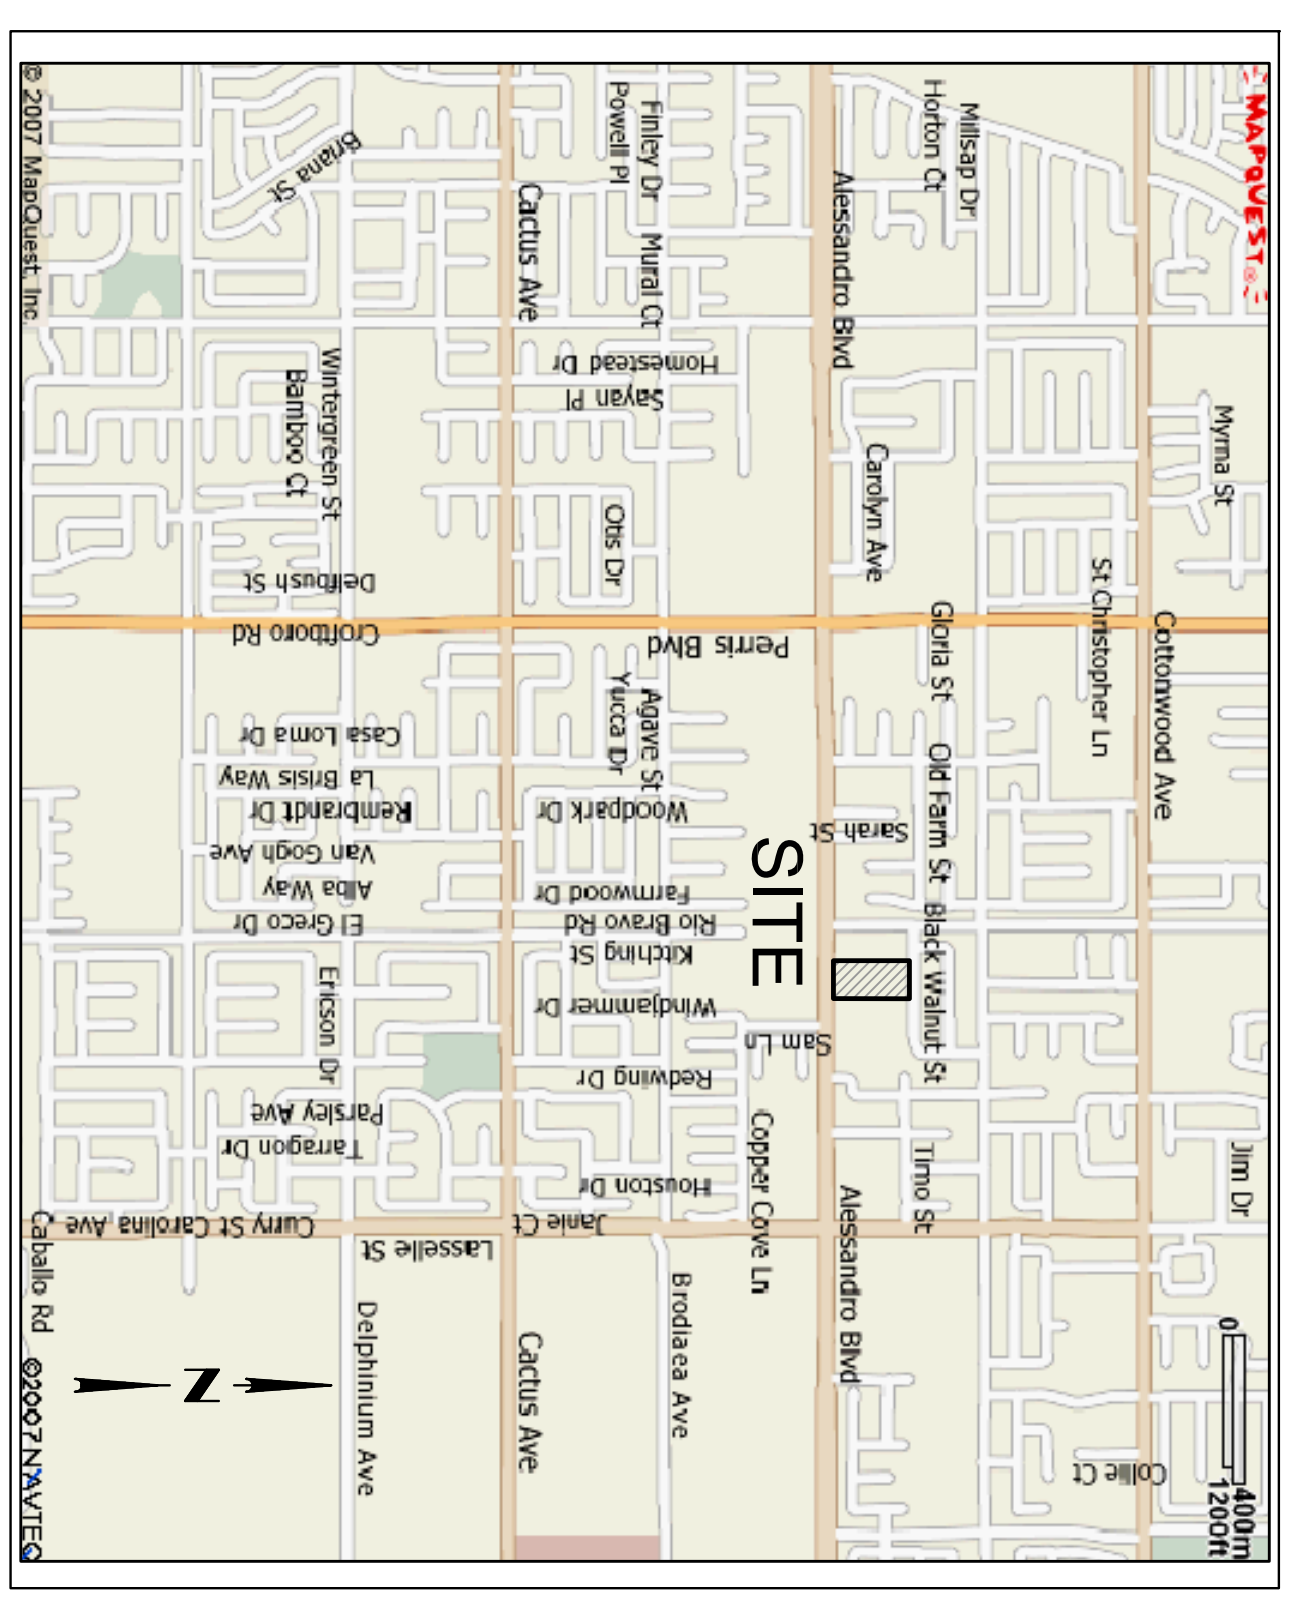 MAPQUEST
Myrna St
Jim Dr
0
400m
1200ft
Cottonwood Ave
Collie Ct
St Christopher Ln
Millsap Dr
Horton Ct
Gloria St
Old Farm St
Black Walnut St
Timo St
Carolyn Ave
Sarah St
Alessandro Blvd
Alessandro Blvd
SITE
Sam Ln
Copper Cove Ln
Finley Dr
Mural Ct
Powell Pl
Homestead Dr
Sayan Pl
Otis Dr
Perris Blvd
Agave St
Yucca Dr
Woodpark Dr
Farmwood Dr
Rio Bravo Rd
Kitching St
Windjammer Dr
Redwing Dr
Houston Dr
Janie Ct
Brodiaea Ave
Cactus Ave
Cactus Ave
Lasselle St
Delphinium Ave
Briana St
Wintergreen St
Bamboo Ct
Delfbush St
Croftboro Rd
Casa Loma Dr
La Brisis Way
Rembrandt Dr
Van Gogh Ave
Alba Way
El Greco Dr
Ericson Dr
Parsley Ave
Tarragon Dr
Curry St Carolina Ave
Caballo Rd
N
© 2007 MapQuest, Inc.
©2007 NAVTEQ